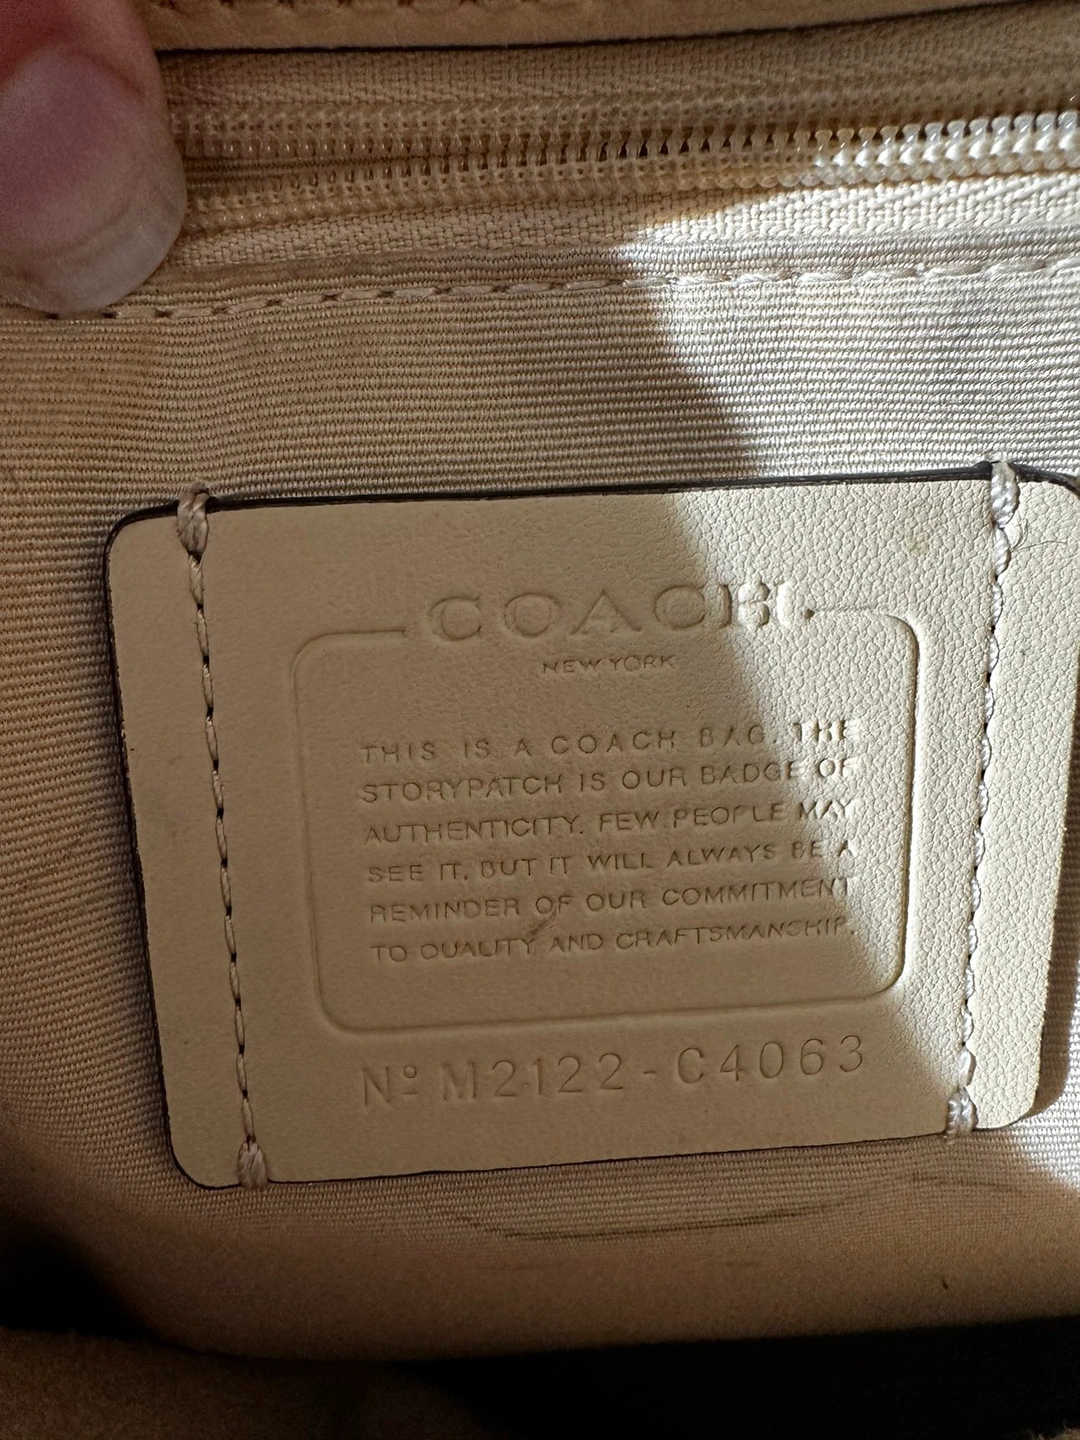 COACH
NEW YORK
THIS IS A COACH BAG. THE
STORYPATCH IS OUR BADGE OF
AUTHENTICITY. FEW PEOPLE MAY
SEE IT, BUT IT WILL ALWAYS BE A
REMINDER OF OUR COMMITMENT
TO QUALITY AND CRAFTSMANSHIP.
Nº M2122-C4063